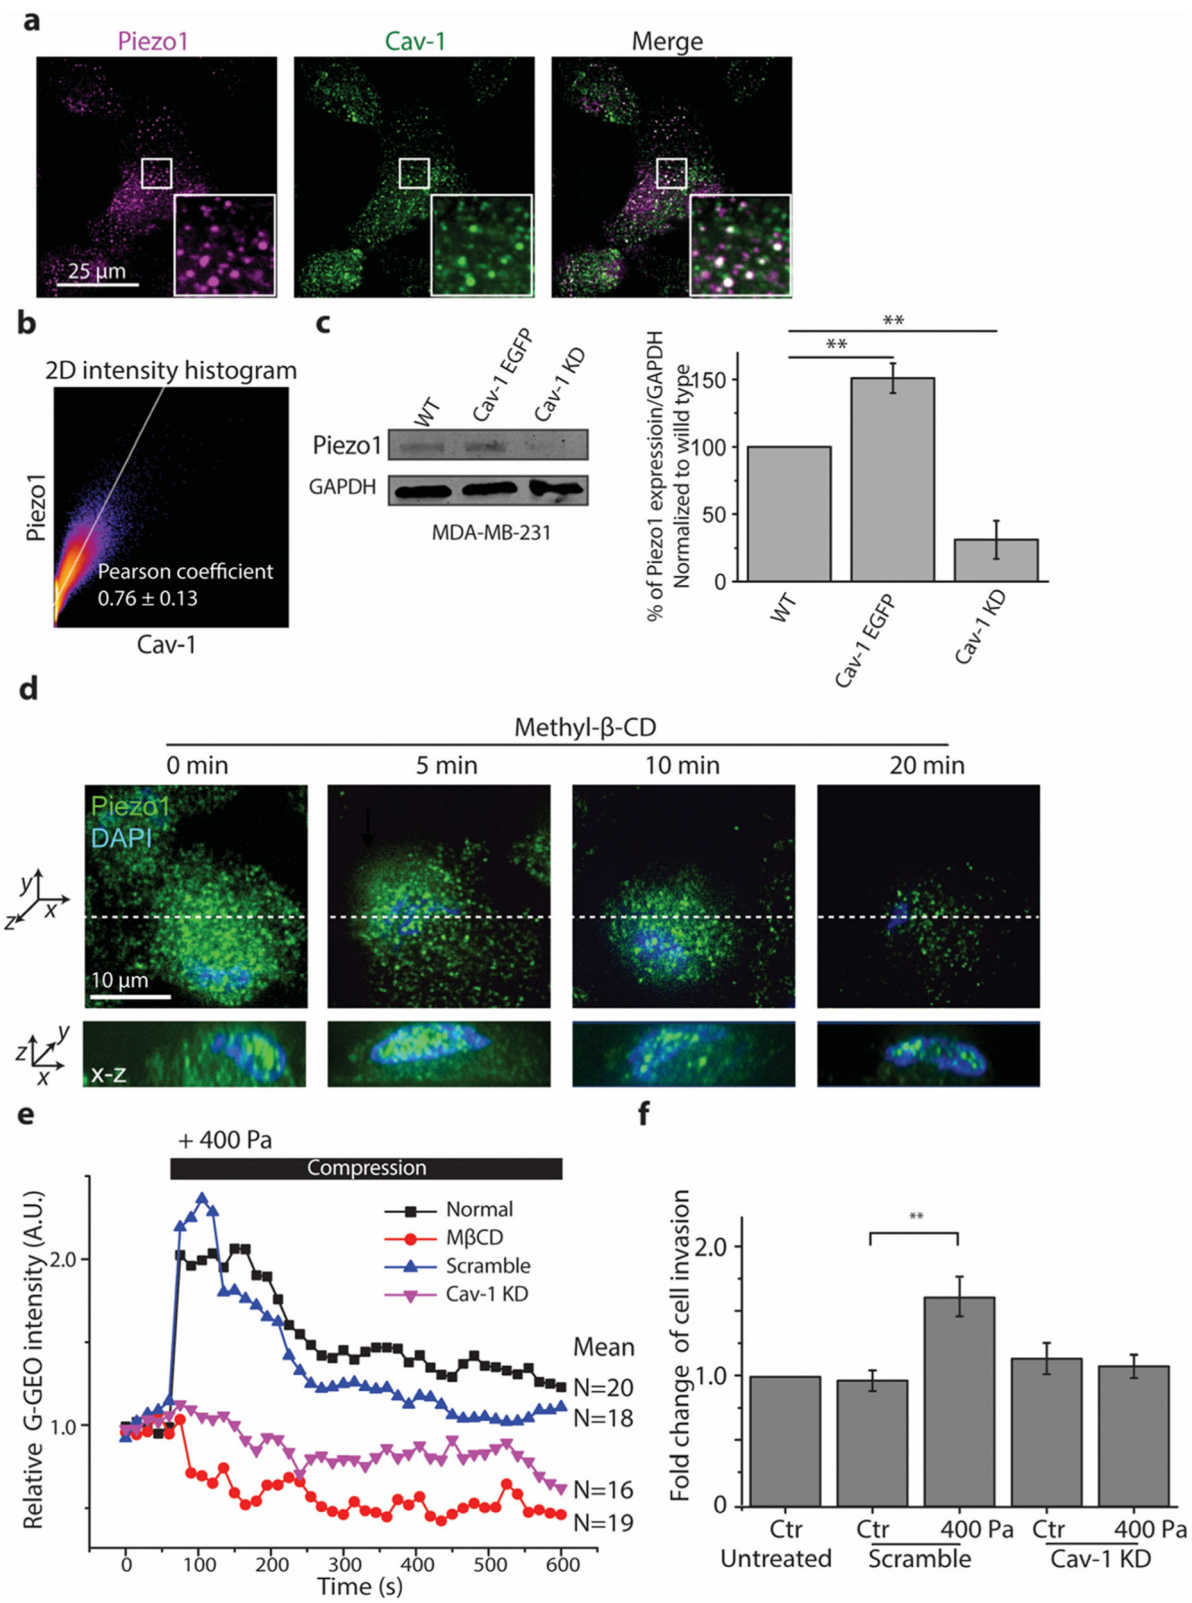 a
Piezo1
Cav-1
Merge
25 μm
b
2D intensity histogram
Piezo1
Pearson coefficient
0.76 ± 0.13
Cav-1
c
WT
Cav-1 EGFP
Cav-1 KD
Piezo1
GAPDH
MDA-MB-231
% of Piezo1 expressioin/GAPDH
Normalized to willd type
**
**
150
100
50
0
WT
Cav-1 EGFP
Cav-1 KD
d
Methyl-β-CD
0 min
5 min
10 min
20 min
Piezo1
DAPI
y
z
x
10 μm
z
y
x
x-z
e
+ 400 Pa
Compression
Relative G-GEO intensity (A.U.)
2.0
1.0
Normal
MβCD
Scramble
Cav-1 KD
Mean
N=20
N=18
N=16
N=19
0
100
200
300
400
500
600
Time (s)
f
Fold change of cell invasion
2.0
1.0
0
**
Ctr
Ctr
400 Pa
Ctr
400 Pa
Untreated
Scramble
Cav-1 KD